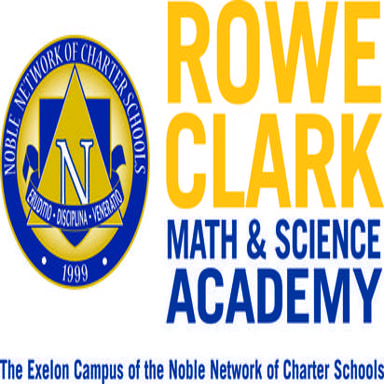 NOBLE NETWORK OF CHARTER SCHOOLS
N
ERUDITIO - DISCIPLINA - VENERATIO
· 1999 ·
ROWE
CLARK
MATH & SCIENCE
ACADEMY
The Exelon Campus of the Noble Network of Charter Schools